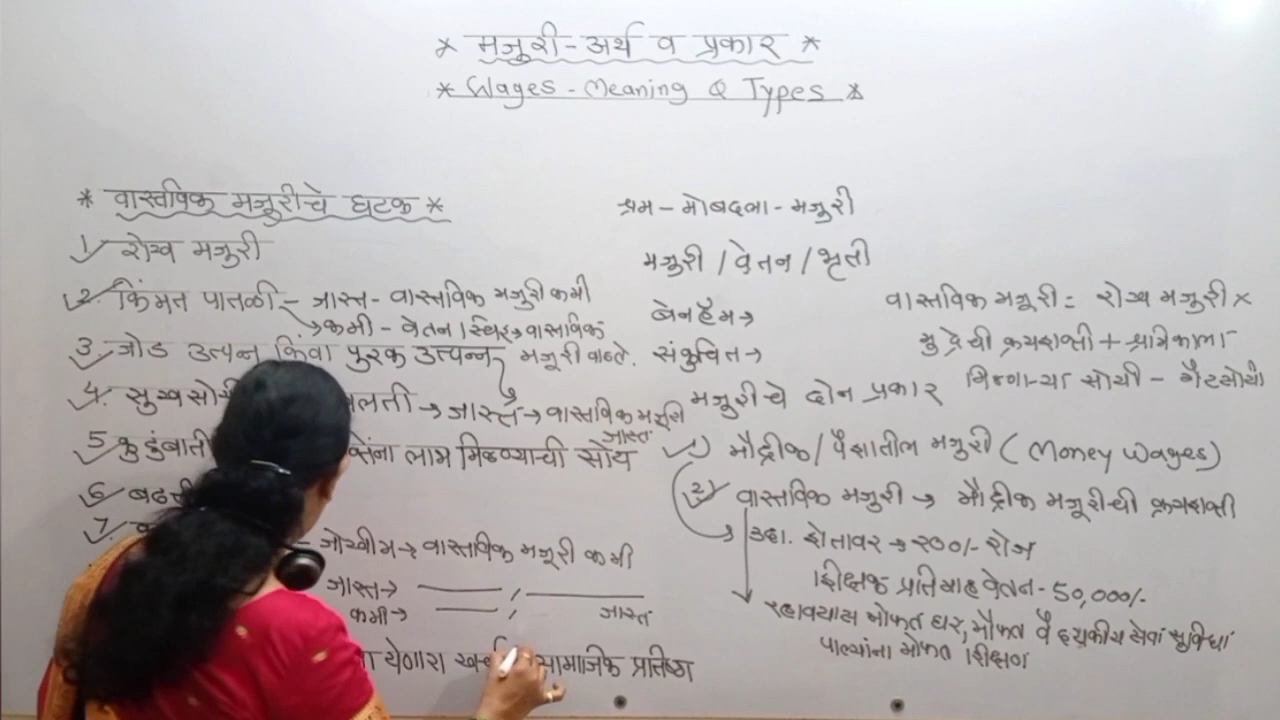 * मजुरी - अर्थ व प्रकार *
* Wages - Meaning & Types *
* वास्तविक मजुरीचे घटक *
1. रोख मजुरी
2. किंमत पातळी - जास्त - वास्तविक मजुरी कमी
→ कमी - वेतन स्थिर → वास्तविक
मजुरी वाढते.
3. जोड उत्पन्न किंवा पुरक उत्पन्न
4. सुखसोयी लती → जास्त → वास्तविक मजुरी
जास्त
5. कुटुंबाती क्तिंना लाभ मिळण्याची सोय
6. बढती
7.
- जोखीम → वास्तविक मजुरी कमी
जास्त →
कमी → जास्त
येणारा खर्च सामाजिक प्रतिष्ठा
श्रम - मोबदला - मजुरी
मजुरी / वेतन / भृती
बेनहॅम →
संकुचित →
मजुरीचे दोन प्रकार
1) मौद्रीक / पैशातील मजुरी ( Money Wages )
2) वास्तविक मजुरी → मौद्रीक मजुरीची क्रयशक्ती
उदा. शेतावर → २००/- रोज
शिक्षक प्रतिमाह वेतन - 50,000/-
रहावयास मोफत घर, मोफत वैद्यकीय सेवा सुविधा
पाल्यांना मोफत शिक्षण
वास्तविक मजूरी = रोख मजुरी ×
मुद्रेची क्रयशक्ती + श्रमिकाला
मिळणाऱ्या सोयी - गैरसोयी